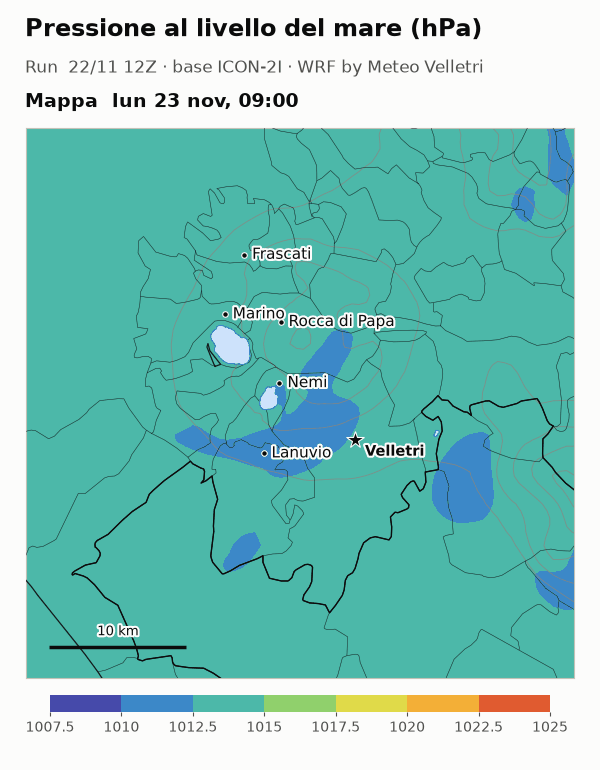 Pressione al livello del mare (hPa)
Run  22/11 12Z · base ICON-2I · WRF by Meteo Velletri
Mappa  lun 23 nov, 09:00
Frascati
Marino
Rocca di Papa
Nemi
Velletri
Lanuvio
10 km
1007.5 1010 1012.5 1015 1017.5 1020 1022.5 1025